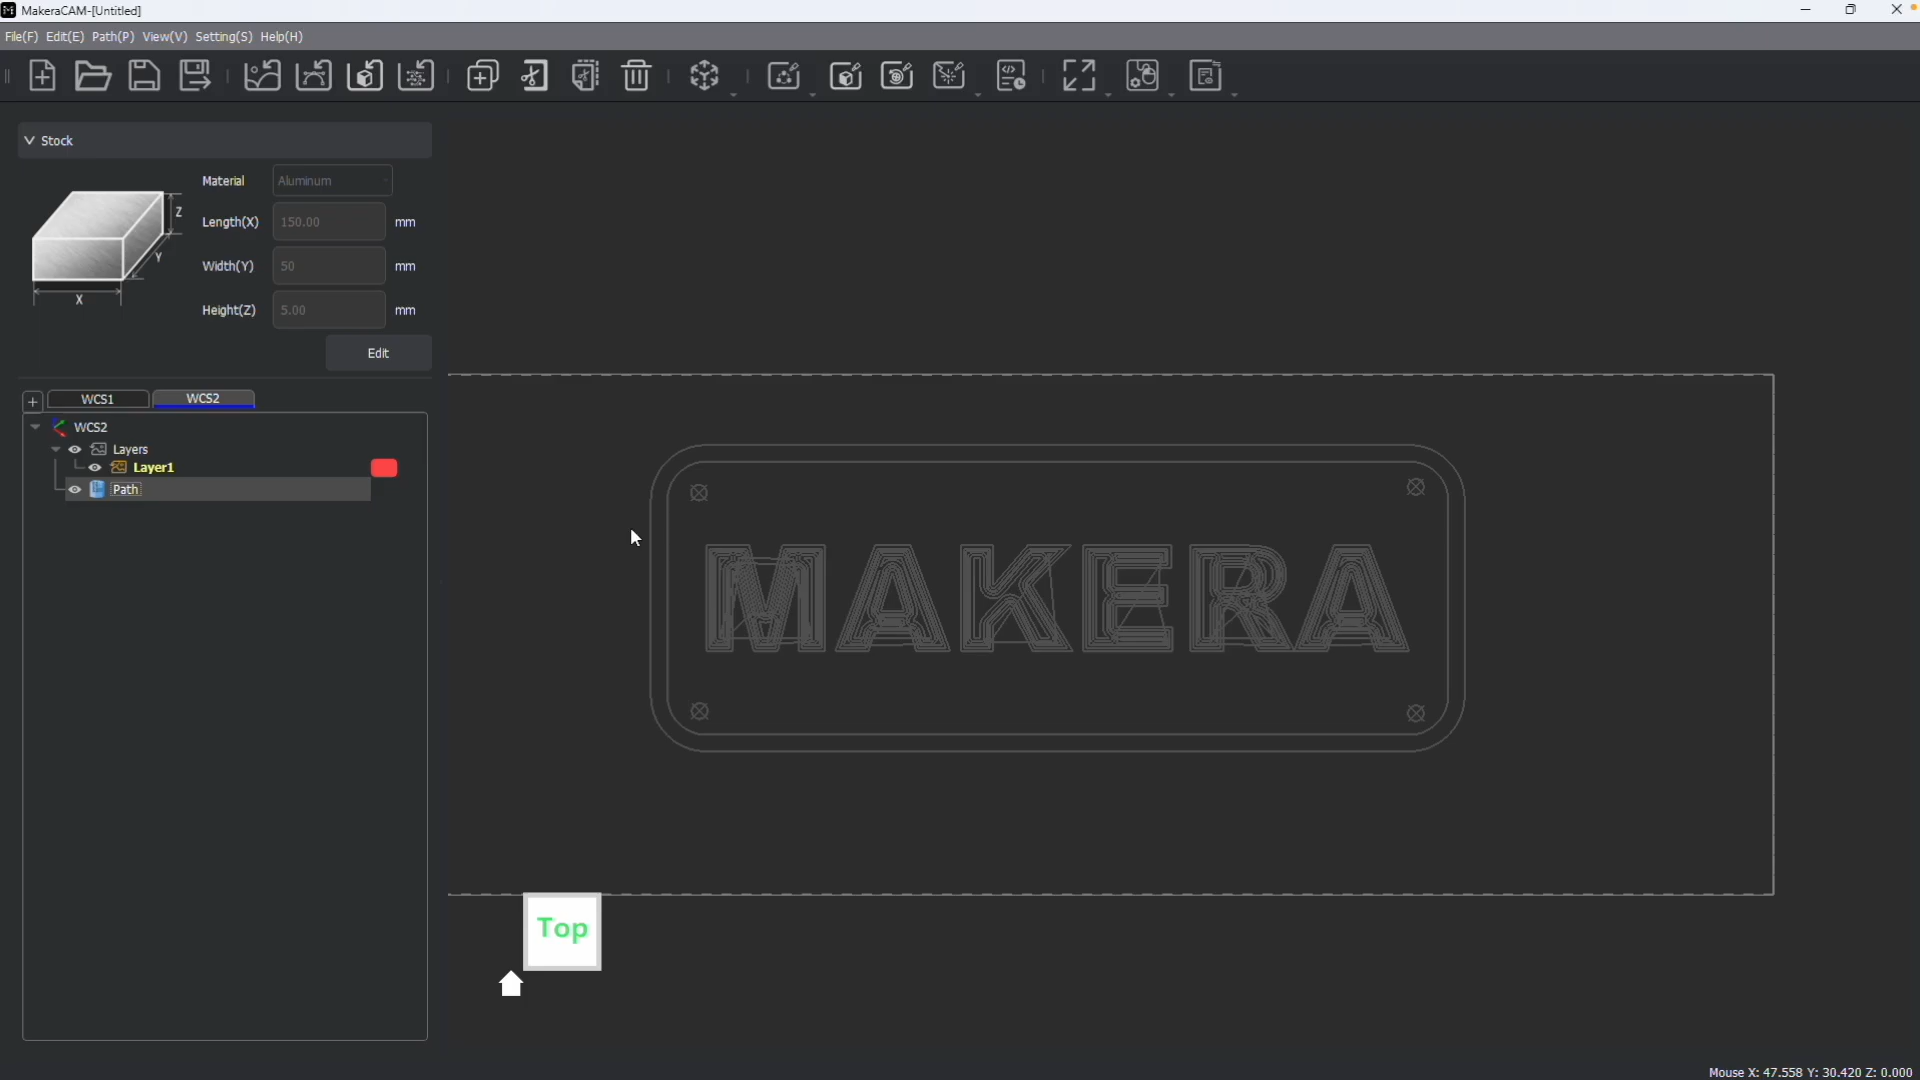 MakeraCAM-[Untitled]
File(F) Edit(E) Path(P) View(V) Setting(S) Help(H)
Stock
Material Aluminum
Length(X) 150.00 mm
Width(Y) 50 mm
Height(Z) 5.00 mm
Z
Y
X
Edit
+ WCS1 WCS2
WCS2
Layers
Layer1
Path
MAKERA
Top
Mouse X: 47.558 Y: 30.420 Z: 0.000